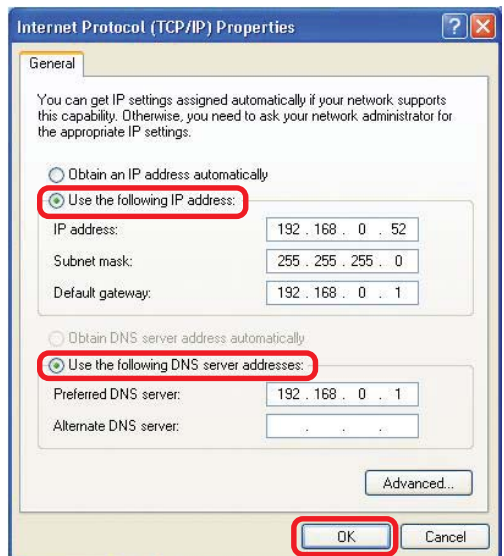 Internet Protocol (TCP/IP) Properties
General
You can get IP settings assigned automatically if your network supports
this capability. Otherwise, you need to ask your network administrator for
the appropriate IP settings.
Obtain an IP address automatically
Use the following IP address:
IP address: 192 . 168 . 0 . 52
Subnet mask: 255 . 255 . 255 . 0
Default gateway: 192 . 168 . 0 . 1
Obtain DNS server address automatically
Use the following DNS server addresses:
Preferred DNS server: 192 . 168 . 0 . 1
Alternate DNS server: . . .
Advanced...
OK Cancel